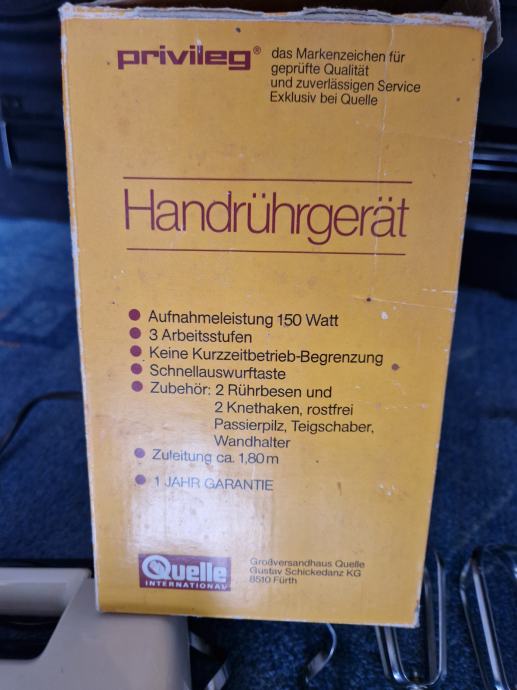 privileg® das Markenzeichen für
geprüfte Qualität
und zuverlässigen Service
Exklusiv bei Quelle
Handrührgerät
● Aufnahmeleistung 150 Watt
● 3 Arbeitsstufen
● Keine Kurzzeitbetrieb-Begrenzung
● Schnellauswurftaste
● Zubehör: 2 Rührbesen und
2 Knethaken, rostfrei
Passierpilz, Teigschaber,
Wandhalter
● Zuleitung ca. 1,80 m
● 1 JAHR GARANTIE
Quelle
INTERNATIONAL
Großversandhaus Quelle
Gustav Schickedanz KG
8510 Fürth